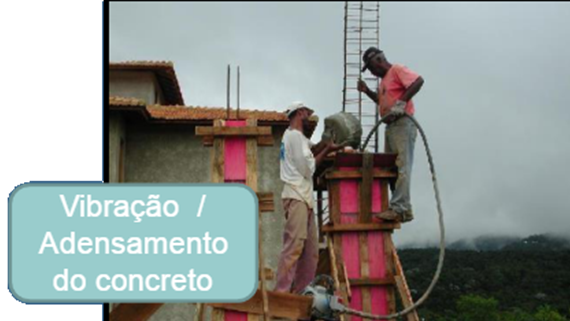 Vibração /
Adensamento
do concreto